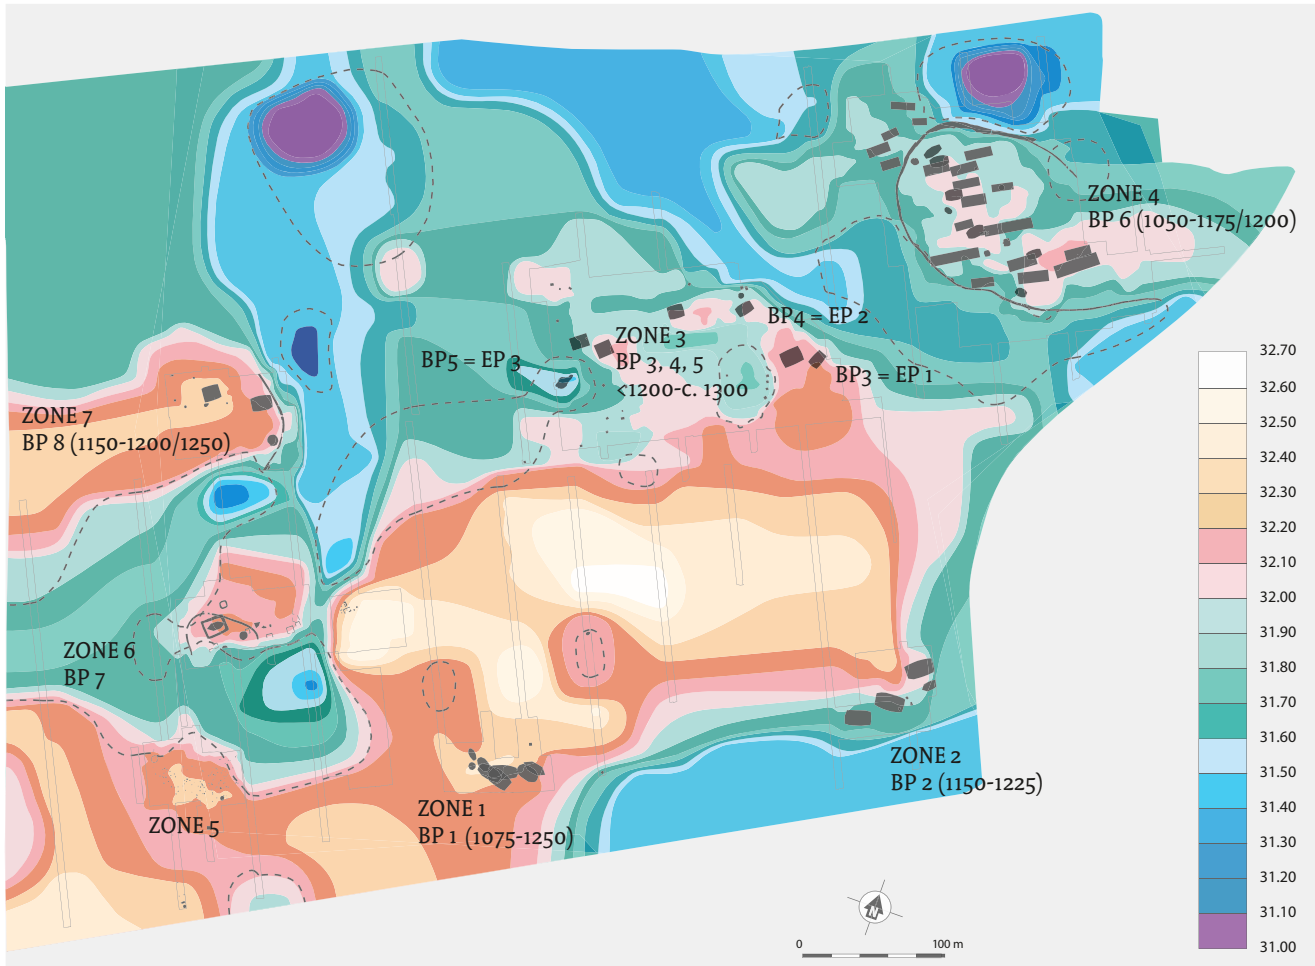 ZONE 4
BP 6 (1050-1175/1200)
BP4 = EP 2
ZONE 3
BP 3, 4, 5
<1200-c. 1300
BP5 = EP 3
BP3 = EP 1
ZONE 7
BP 8 (1150-1200/1250)
ZONE 6
BP 7
ZONE 5
ZONE 1
BP 1 (1075-1250)
ZONE 2
BP 2 (1150-1225)
32.70
32.60
32.50
32.40
32.30
32.20
32.10
32.00
31.90
31.80
31.70
31.60
31.50
31.40
31.30
31.20
31.10
31.00
N
0 100 m